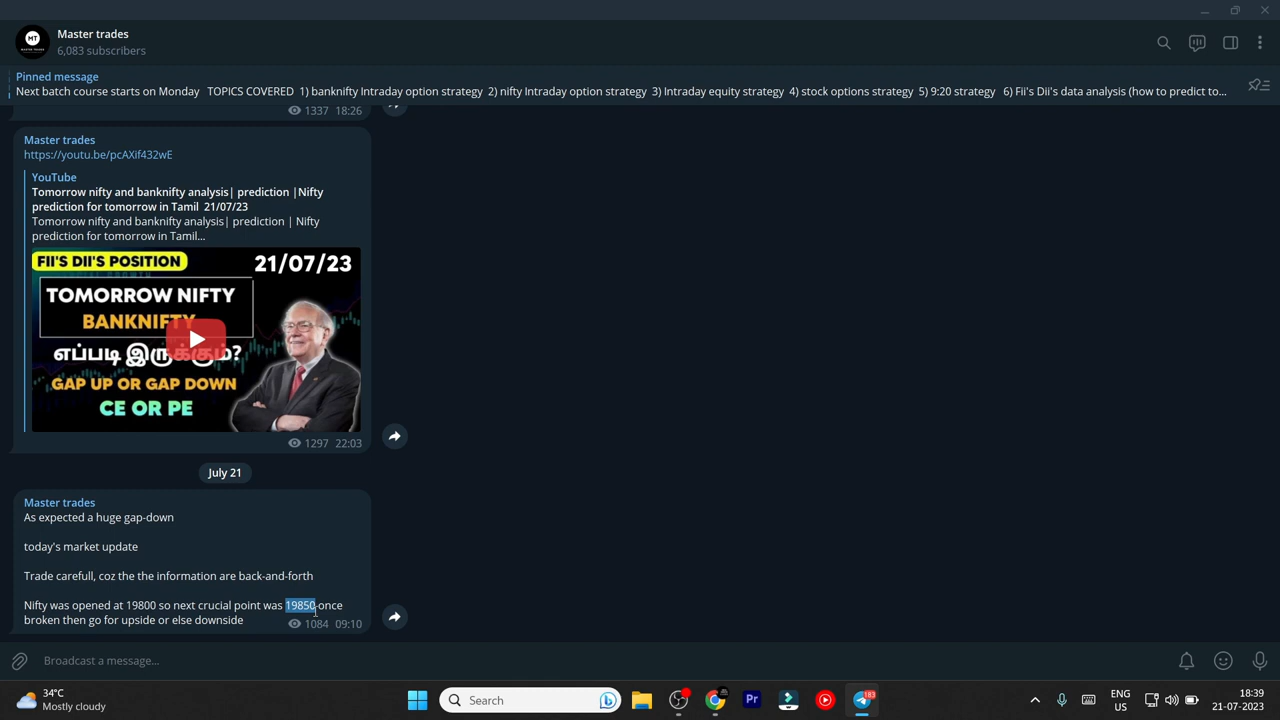 MT
MASTER TRADES
Master trades
6,083 subscribers
Pinned message
Next batch course starts on Monday TOPICS COVERED 1) banknifty Intraday option strategy 2) nifty Intraday option strategy 3) Intraday equity strategy 4) stock options strategy 5) 9:20 strategy 6) Fii's Dii's data analysis (how to predict to...
1337 18:26
Master trades
https://youtu.be/pcAXif432wE
YouTube
Tomorrow nifty and banknifty analysis| prediction |Nifty
prediction for tomorrow in Tamil 21/07/23
Tomorrow nifty and banknifty analysis| prediction | Nifty
prediction for tomorrow in Tamil...
FII'S DII'S POSITION
21/07/23
TOMORROW NIFTY
BANKNIFTY
எப்படி இருக்கும்?
GAP UP OR GAP DOWN
CE OR PE
1297 22:03
July 21
Master trades
As expected a huge gap-down
today's market update
Trade carefull, coz the the information are back-and-forth
Nifty was opened at 19800 so next crucial point was 19850 once
broken then go for upside or else downside
1084 09:10
Broadcast a message...
34°C
Mostly cloudy
Search
Pr
183
ENG
US
18:39
21-07-2023